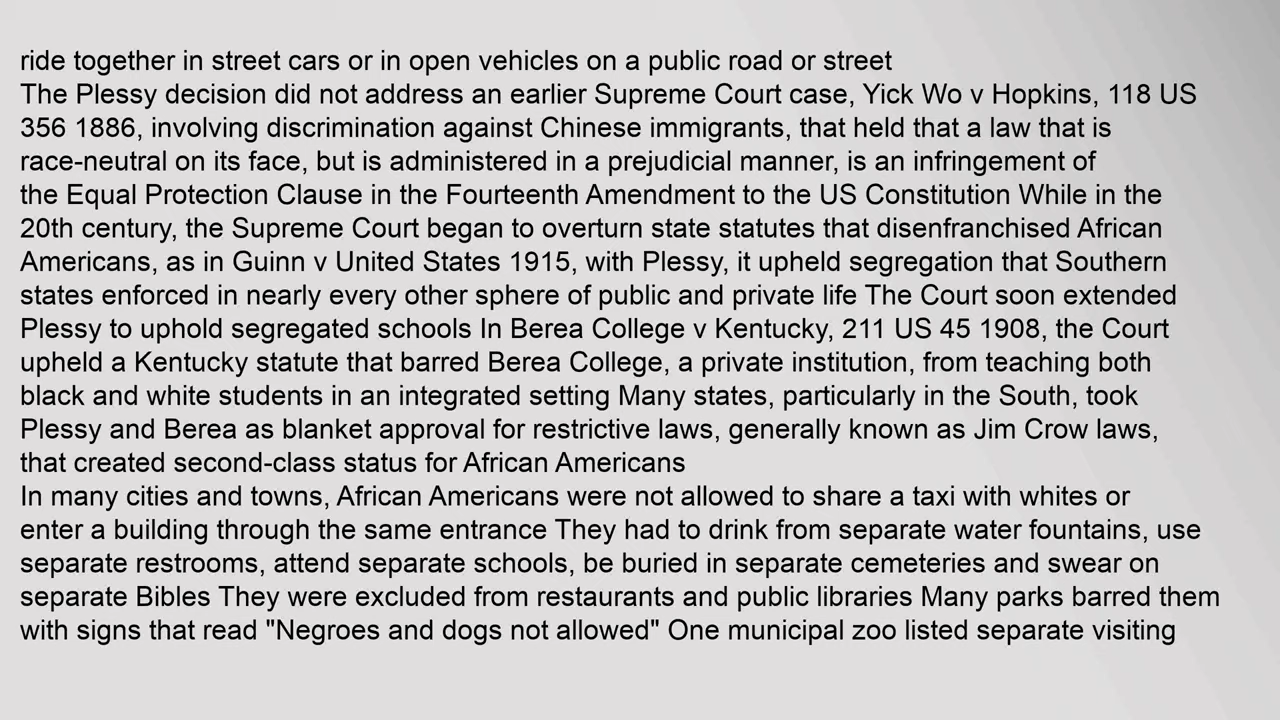 ride together in street cars or in open vehicles on a public road or street
The Plessy decision did not address an earlier Supreme Court case, Yick Wo v Hopkins, 118 US
356 1886, involving discrimination against Chinese immigrants, that held that a law that is
race-neutral on its face, but is administered in a prejudicial manner, is an infringement of
the Equal Protection Clause in the Fourteenth Amendment to the US Constitution While in the
20th century, the Supreme Court began to overturn state statutes that disenfranchised African
Americans, as in Guinn v United States 1915, with Plessy, it upheld segregation that Southern
states enforced in nearly every other sphere of public and private life The Court soon extended
Plessy to uphold segregated schools In Berea College v Kentucky, 211 US 45 1908, the Court
upheld a Kentucky statute that barred Berea College, a private institution, from teaching both
black and white students in an integrated setting Many states, particularly in the South, took
Plessy and Berea as blanket approval for restrictive laws, generally known as Jim Crow laws,
that created second-class status for African Americans
In many cities and towns, African Americans were not allowed to share a taxi with whites or
enter a building through the same entrance They had to drink from separate water fountains, use
separate restrooms, attend separate schools, be buried in separate cemeteries and swear on
separate Bibles They were excluded from restaurants and public libraries Many parks barred them
with signs that read "Negroes and dogs not allowed" One municipal zoo listed separate visiting